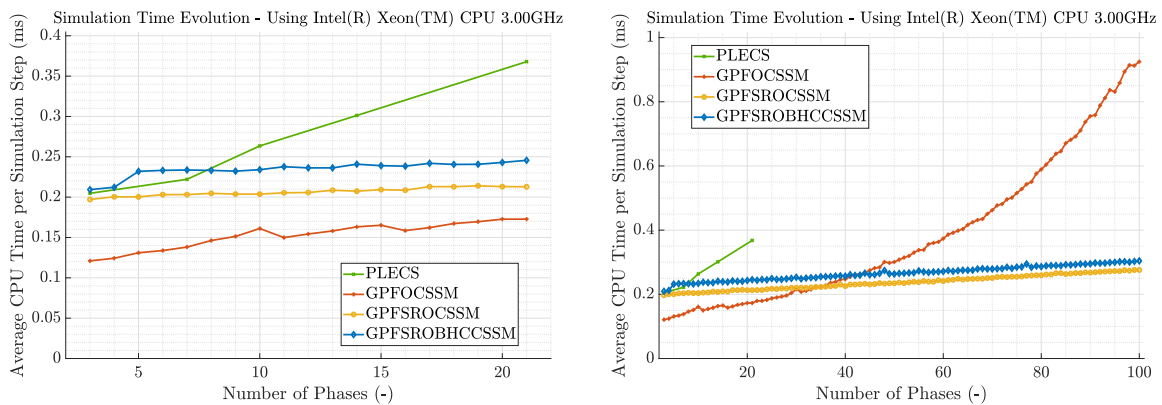 Simulation Time Evolution - Using Intel(R) Xeon(TM) CPU 3.00GHz
Average CPU Time per Simulation Step (ms)
0.4
0.35
0.3
0.25
0.2
0.15
0.1
0.05
0
PLECS
GPFOCSSM
GPFSROCSSM
GPFSROBHCCSSM
5
10
15
20
Number of Phases (-)
Simulation Time Evolution - Using Intel(R) Xeon(TM) CPU 3.00GHz
Average CPU Time per Simulation Step (ms)
1
0.8
0.6
0.4
0.2
0
PLECS
GPFOCSSM
GPFSROCSSM
GPFSROBHCCSSM
20
40
60
80
100
Number of Phases (-)